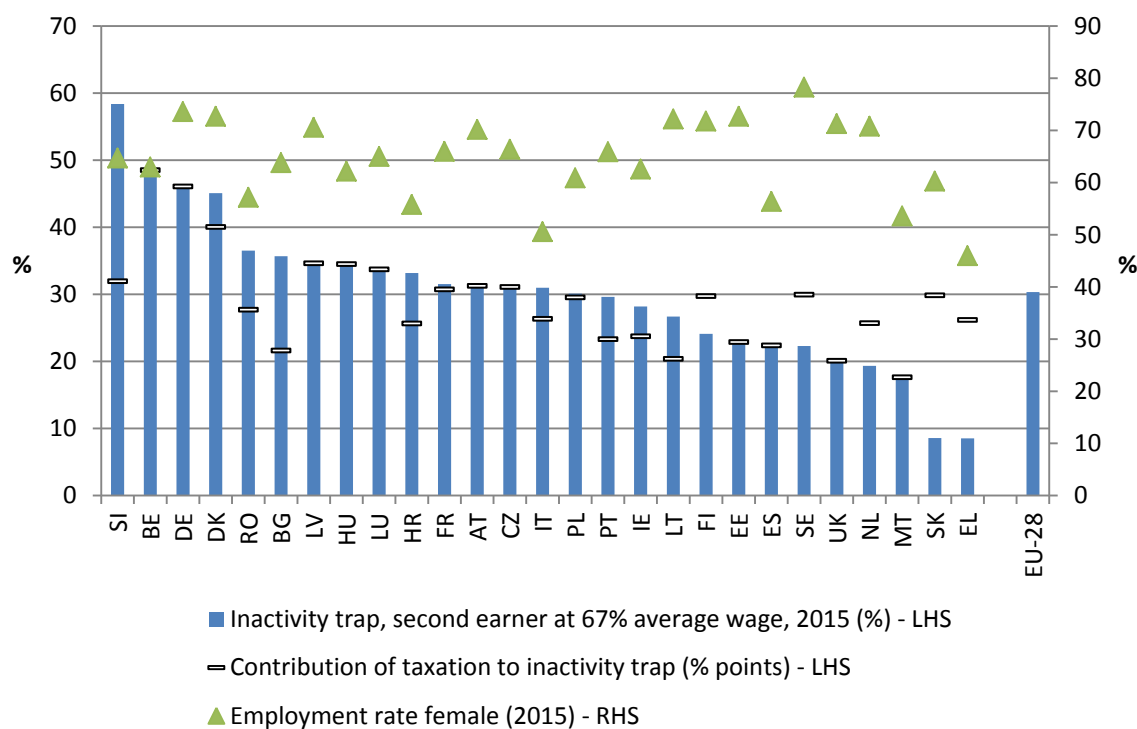 70
60
50
40
30
20
10
0
%
90
80
70
60
50
40
30
20
10
0
%
SI
BE
DE
DK
RO
BG
LV
HU
LU
HR
FR
AT
CZ
IT
PL
PT
IE
LT
FI
EE
ES
SE
UK
NL
MT
SK
EL
EU-28
Inactivity trap, second earner at 67% average wage, 2015 (%) - LHS
Contribution of taxation to inactivity trap (% points) - LHS
Employment rate female (2015) - RHS